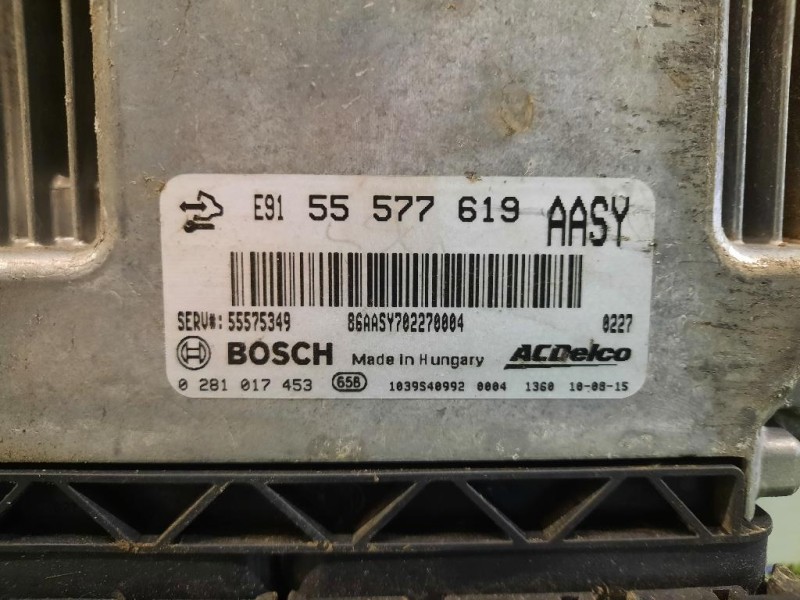 E91 55 577 619 AASY
SERV#: 55575349 86AASY702270004 0227
BOSCH Made in Hungary ACDelco
0 281 017 453 65B 1039S40992 0004 1360 10-08-15